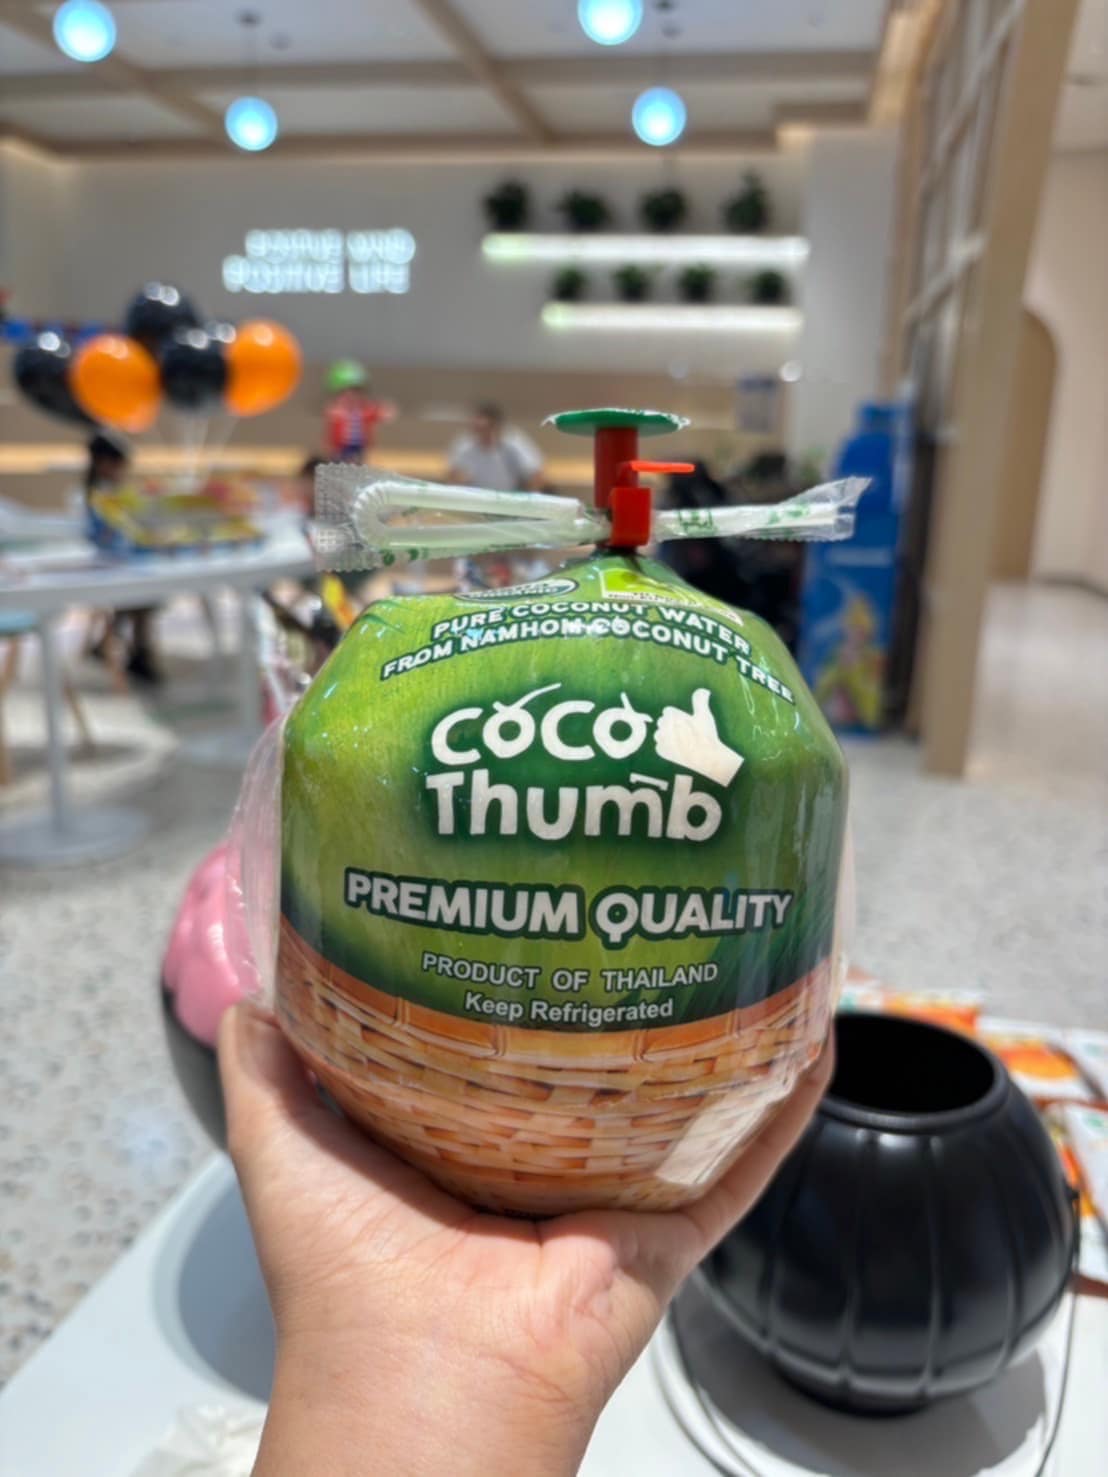 PURE COCONUT WATER
FROM NAMHOM COCONUT TREE
COCO
Thumb
PREMIUM QUALITY
PRODUCT OF THAILAND
Keep Refrigerated